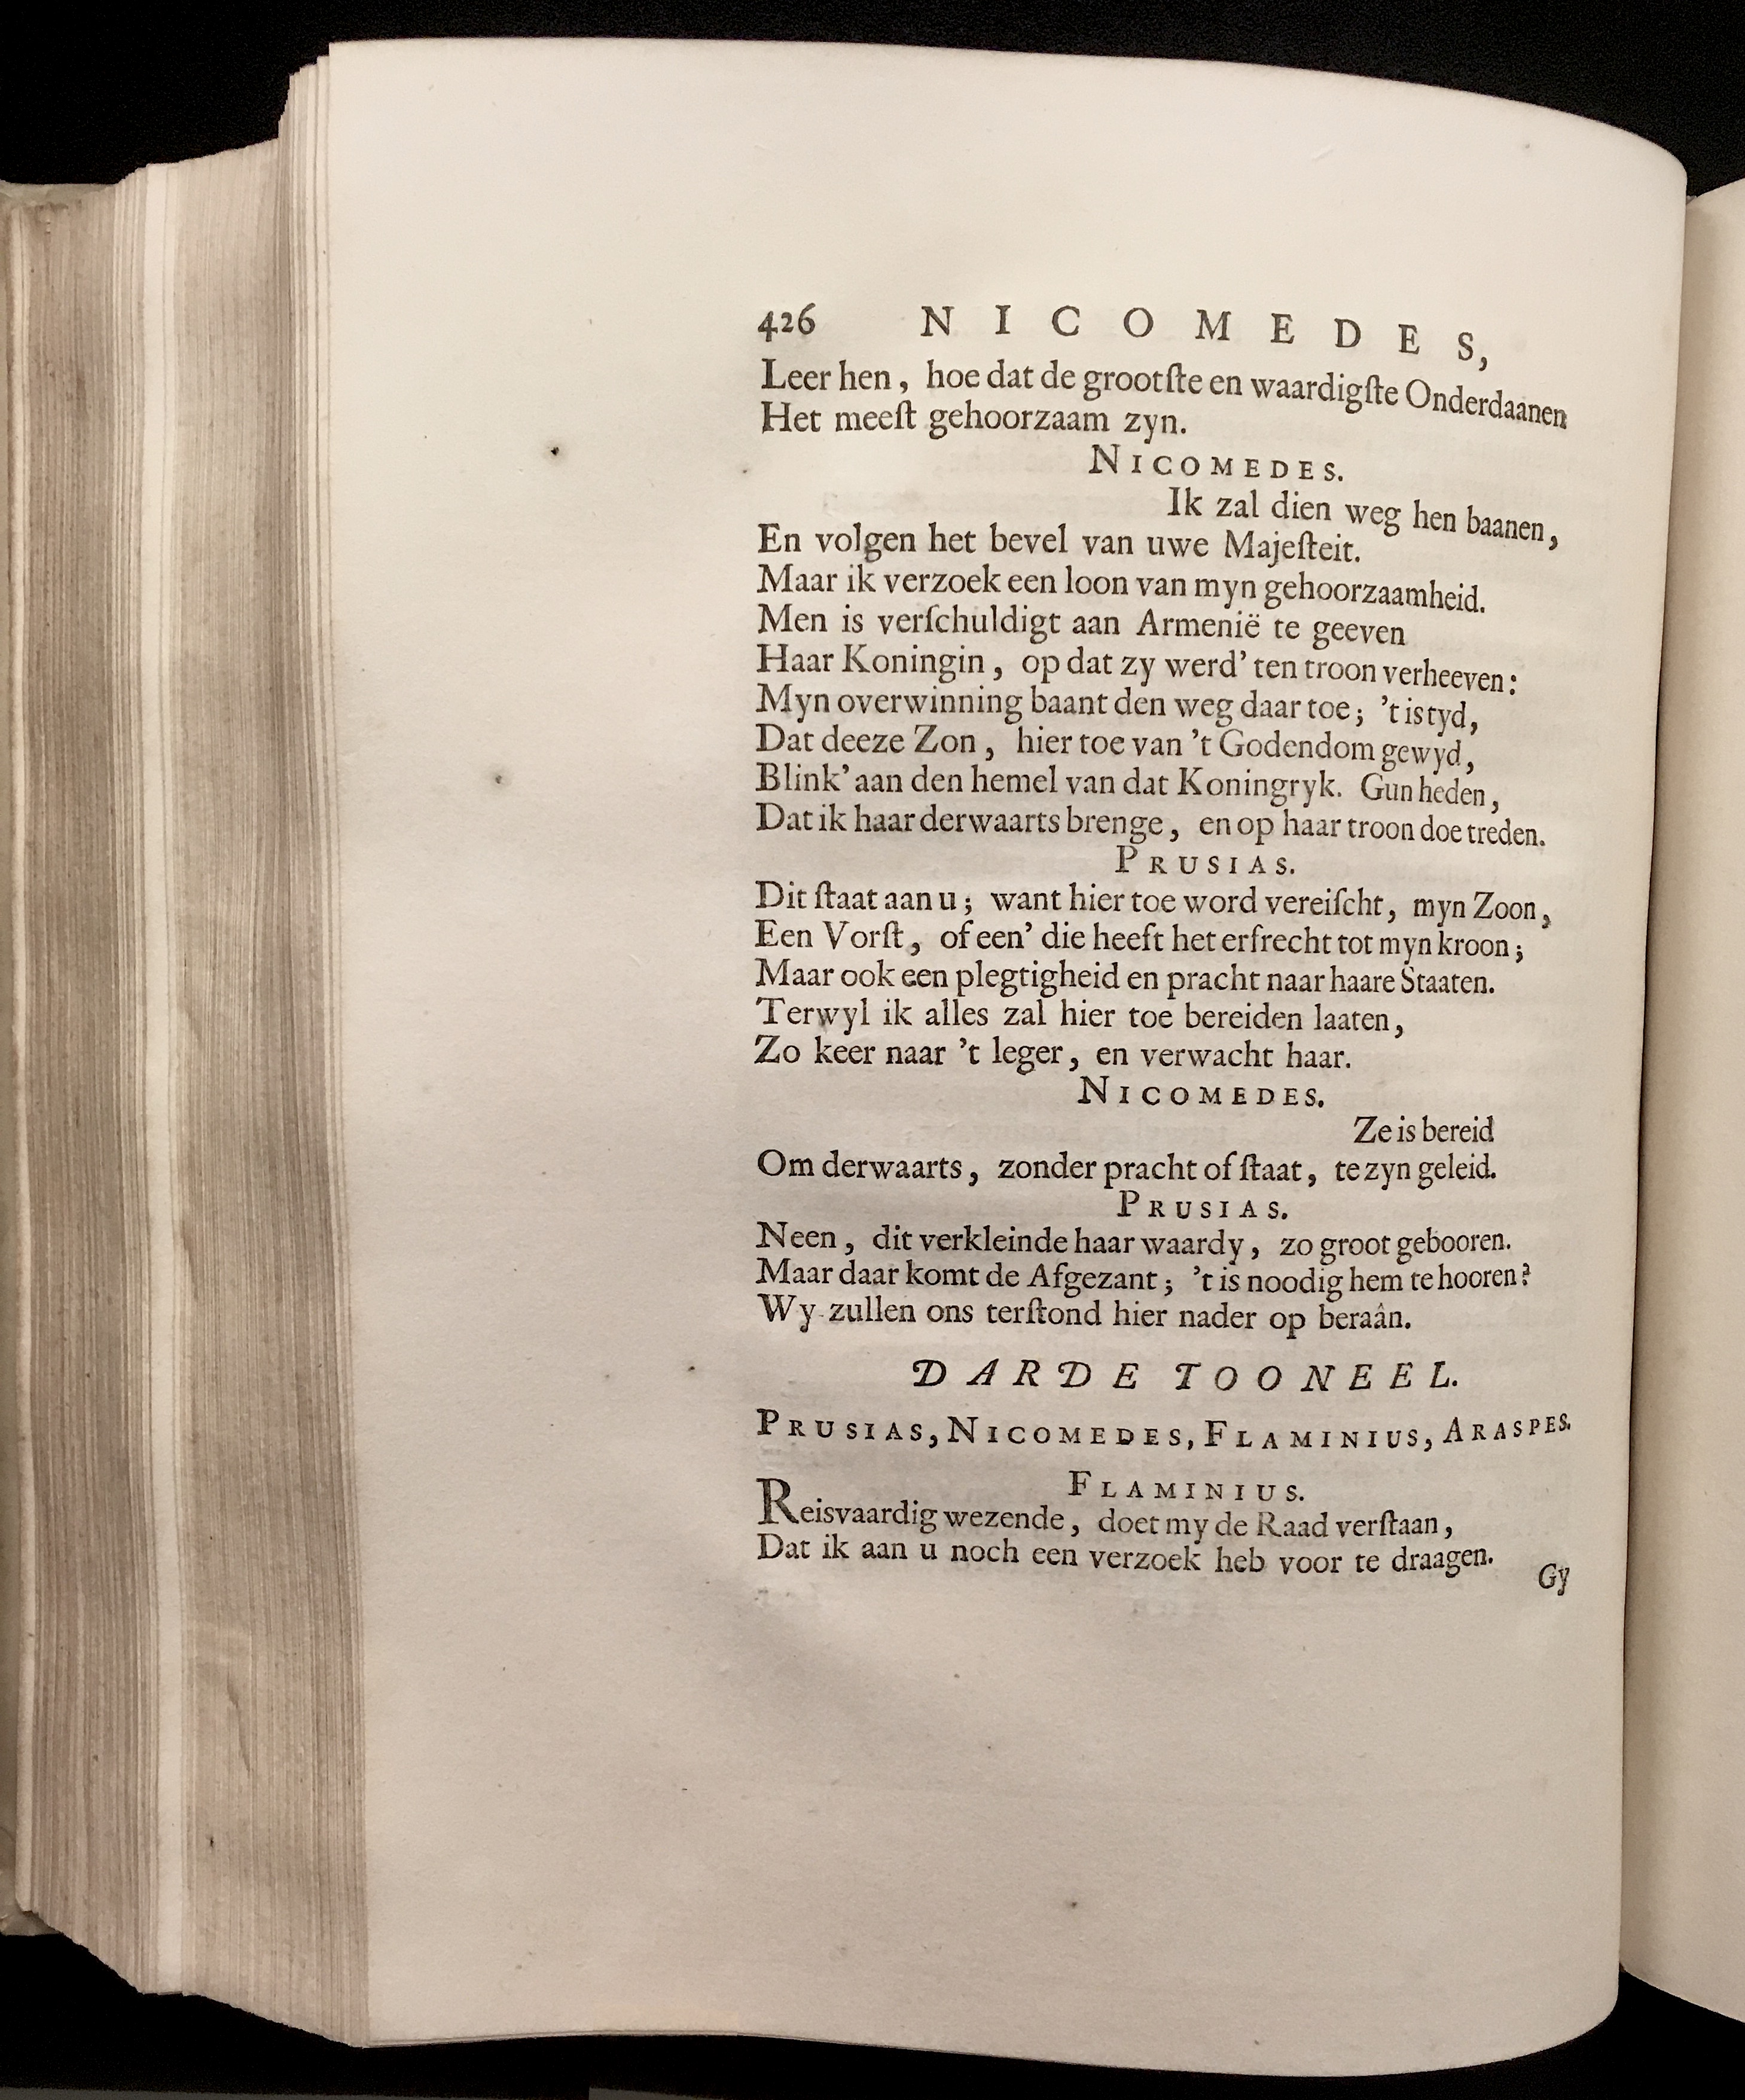 426 NICOMEDES,
Leer hen, hoe dat de grootſte en waardigſte Onderdaanen
Het meeſt gehoorzaam zyn.
NICOMEDES.
Ik zal dien weg hen baanen,
En volgen het bevel van uwe Majeſteit.
Maar ik verzoek een loon van myn gehoorzaamheid.
Men is verſchuldigt aan Armenië te geeven
Haar Koningin, op dat zy werd' ten troon verheeven:
Myn overwinning baant den weg daar toe; 't is tyd,
Dat deeze Zon, hier toe van 't Godendom gewyd,
Blink' aan den hemel van dat Koningryk. Gun heden,
Dat ik haar derwaarts brenge, en op haar troon doe treden.
PRUSIAS.
Dit ſtaat aan u; want hier toe word vereiſcht, myn Zoon,
Een Vorſt, of een' die heeft het erfrecht tot myn kroon;
Maar ook een plegtigheid en pracht naar haare Staaten.
Terwyl ik alles zal hier toe bereiden laaten,
Zo keer naar 't leger, en verwacht haar.
NICOMEDES.
Ze is bereid
Om derwaarts, zonder pracht of ſtaat, te zyn geleid.
PRUSIAS.
Neen, dit verkleinde haar waardy, zo groot gebooren.
Maar daar komt de Afgezant; 't is noodig hem te hooren?
Wy zullen ons terſtond hier nader op beraân.
DARDE TOONEEL.
PRUSIAS, NICOMEDES, FLAMINIUS, ARASPES.
FLAMINIUS.
Reisvaardig wezende, doet my de Raad verſtaan,
Dat ik aan u noch een verzoek heb voor te draagen.
Gy